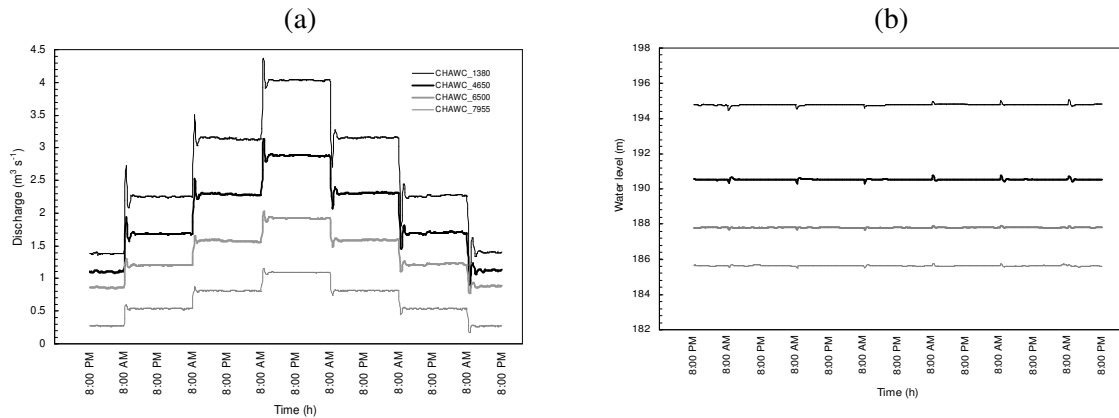 (a)
4.5
4
3.5
3
2.5
2
1.5
1
0.5
0
Discharge (m³ s⁻¹)
CHAWC_1380
CHAWC_4650
CHAWC_6500
CHAWC_7955
8:00 PM
8:00 AM
8:00 PM
8:00 AM
8:00 PM
8:00 AM
8:00 PM
8:00 AM
8:00 PM
8:00 AM
8:00 PM
8:00 AM
8:00 PM
Time (h)
(b)
198
196
194
192
190
188
186
184
182
Water level (m)
8:00 PM
8:00 AM
8:00 PM
8:00 AM
8:00 PM
8:00 AM
8:00 PM
8:00 AM
8:00 PM
8:00 AM
8:00 PM
8:00 AM
8:00 PM
Time (h)